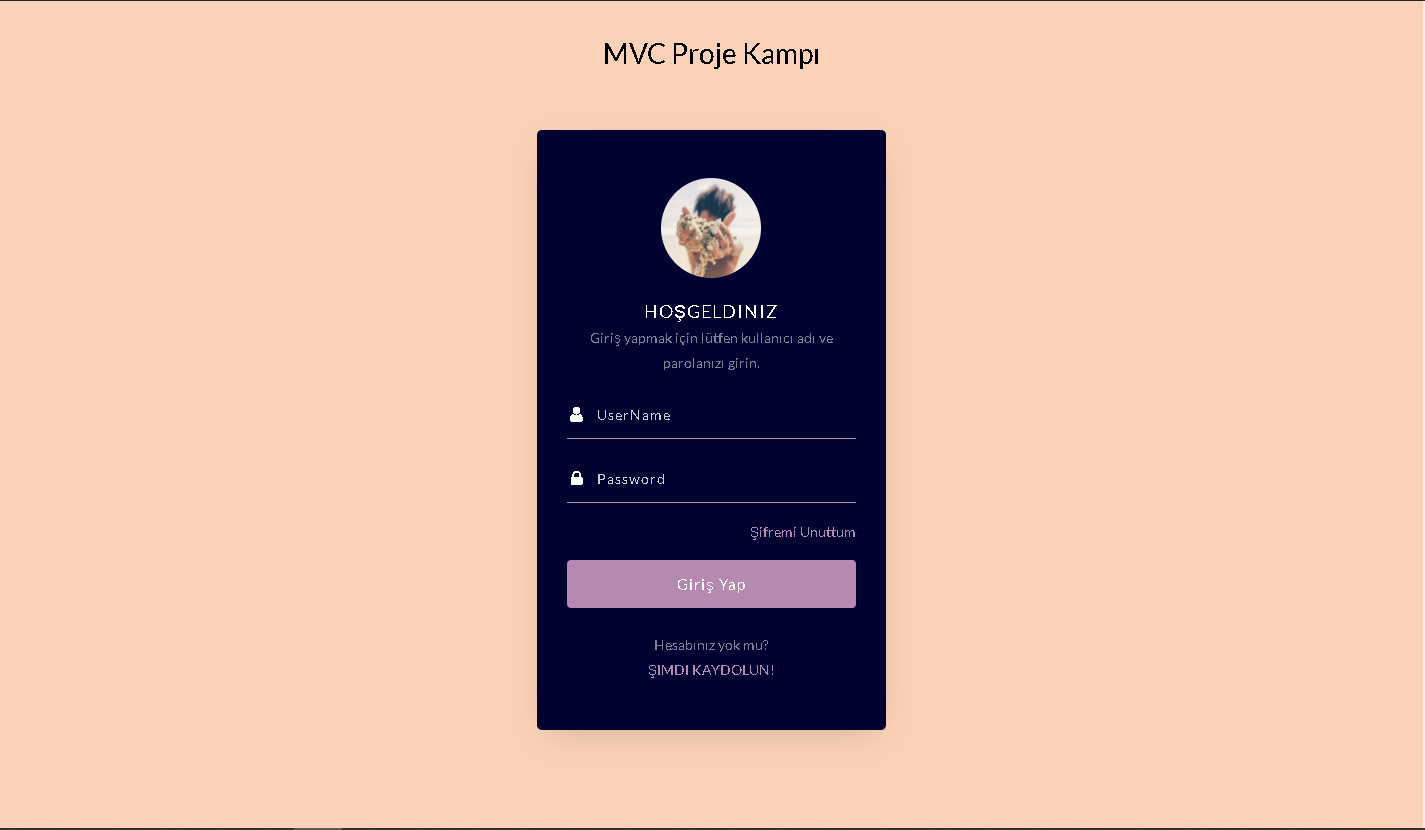 MVC Proje Kampı
HOŞGELDINIZ
Giriş yapmak için lütfen kullanıcı adı ve
parolanızı girin.
UserName
Password
Şifremi Unuttum
Giriş Yap
Hesabınız yok mu?
ŞIMDI KAYDOLUN!